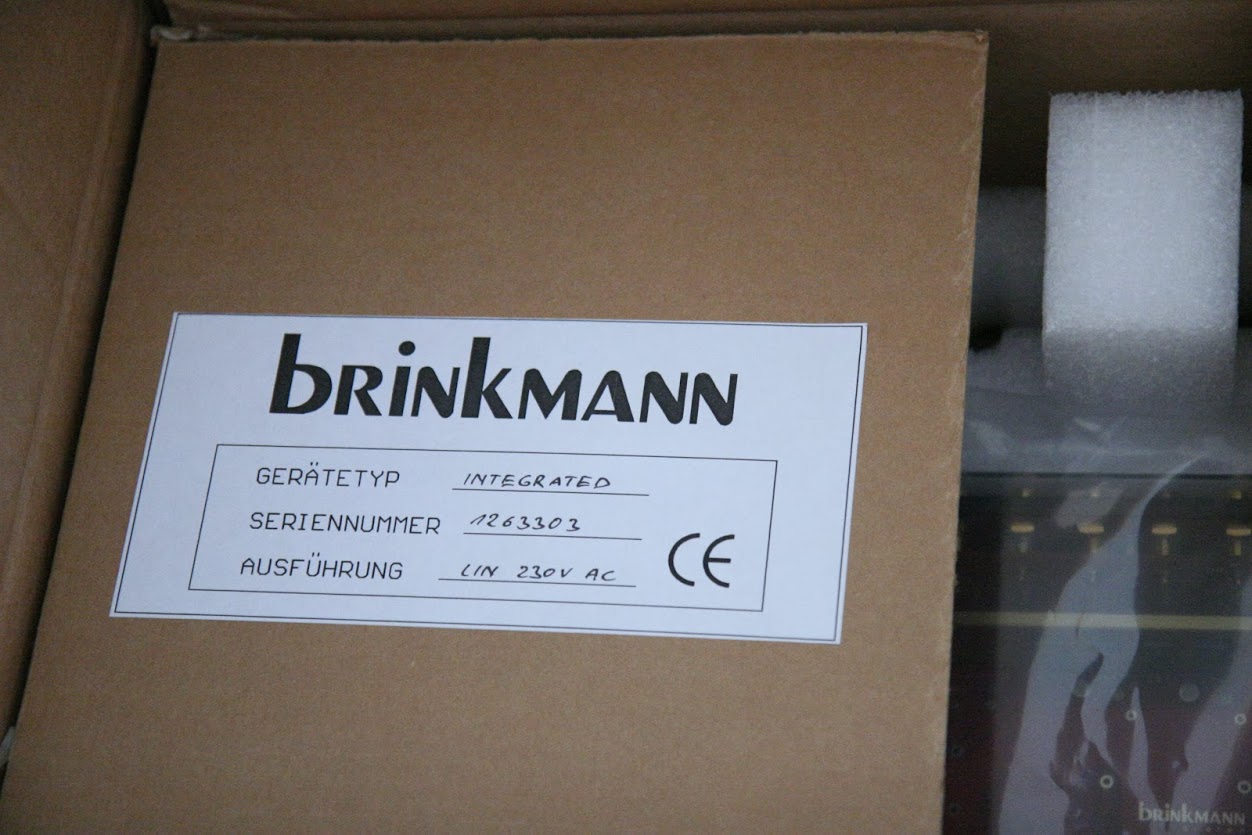 brinkmann
GERÄTETYP INTEGRATED
SERIENNUMMER 1263303
AUSFÜHRUNG LIN 230V AC
CE
brinkmann